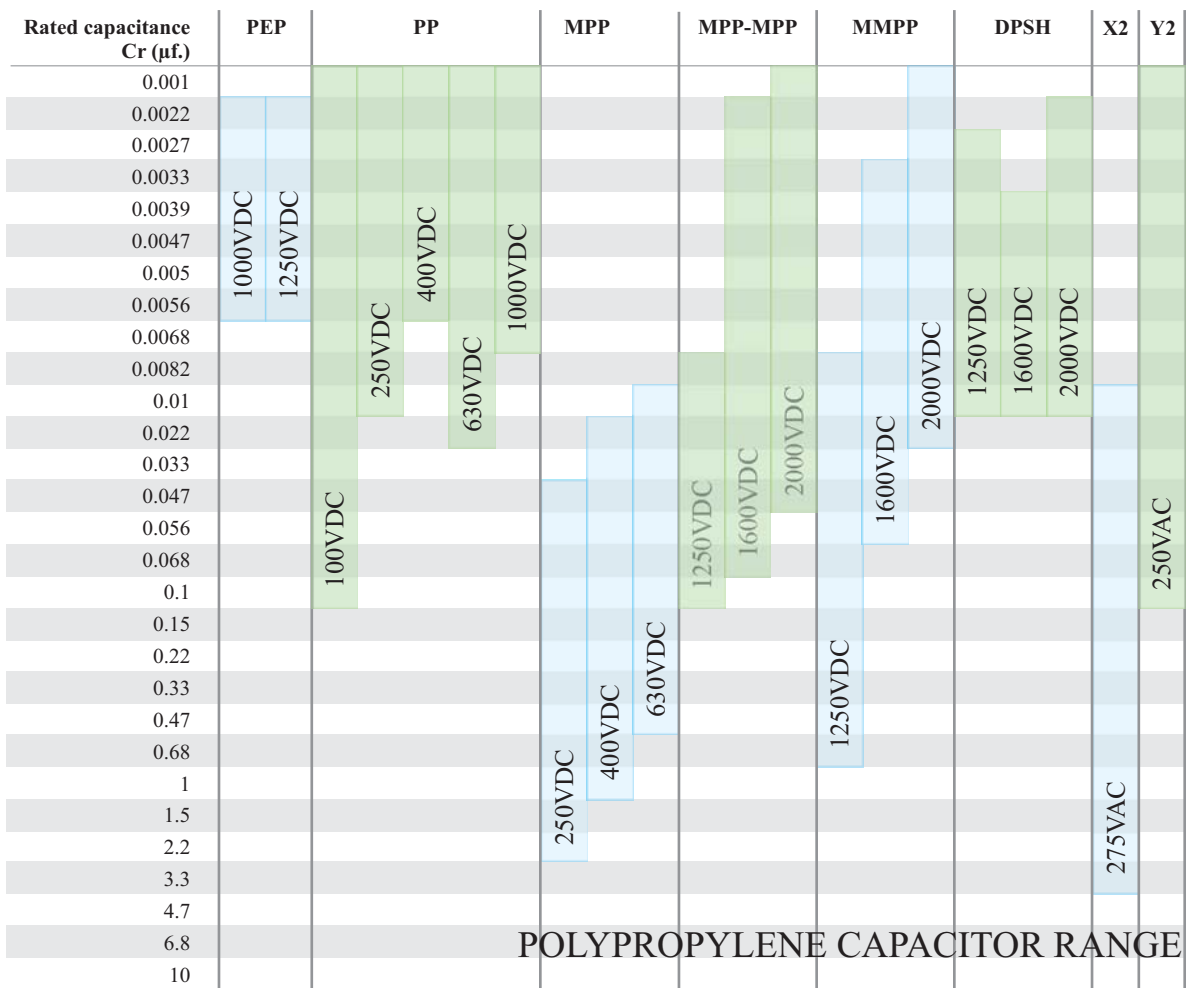 Rated capacitance Cr (µf.) PEP PP MPP MPP-MPP MMPP DPSH X2 Y2
0.001
0.0022
0.0027
0.0033
0.0039
0.0047
0.005
0.0056
0.0068
0.0082
0.01
0.022
0.033
0.047
0.056
0.068
0.1
0.15
0.22
0.33
0.47
0.68
1
1.5
2.2
3.3
4.7
6.8
10
1000VDC
1250VDC
100VDC
250VDC
400VDC
630VDC
1000VDC
250VDC
400VDC
630VDC
1250VDC
1600VDC
2000VDC
1250VDC
1600VDC
2000VDC
1250VDC
1600VDC
2000VDC
275VAC
250VAC
POLYPROPYLENE CAPACITOR RANGE